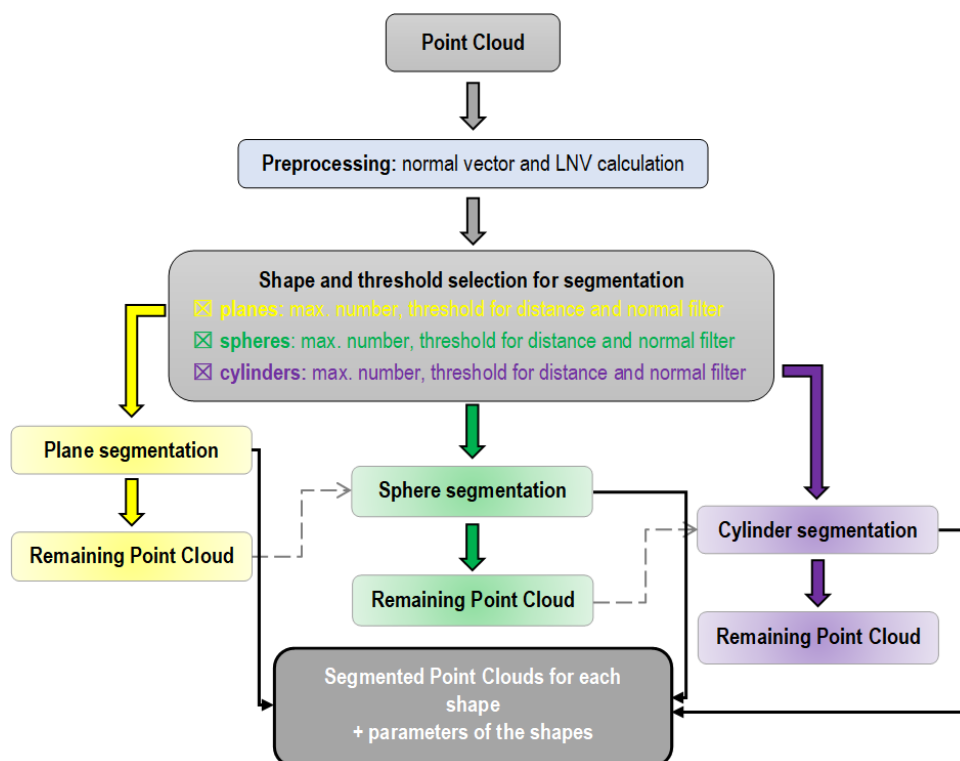 Point Cloud
Preprocessing: normal vector and LNV calculation
Shape and threshold selection for segmentation
☒ planes: max. number, threshold for distance and normal filter
☒ spheres: max. number, threshold for distance and normal filter
☒ cylinders: max. number, threshold for distance and normal filter
Plane segmentation
Remaining Point Cloud
Sphere segmentation
Remaining Point Cloud
Cylinder segmentation
Remaining Point Cloud
Segmented Point Clouds for each
shape
+ parameters of the shapes